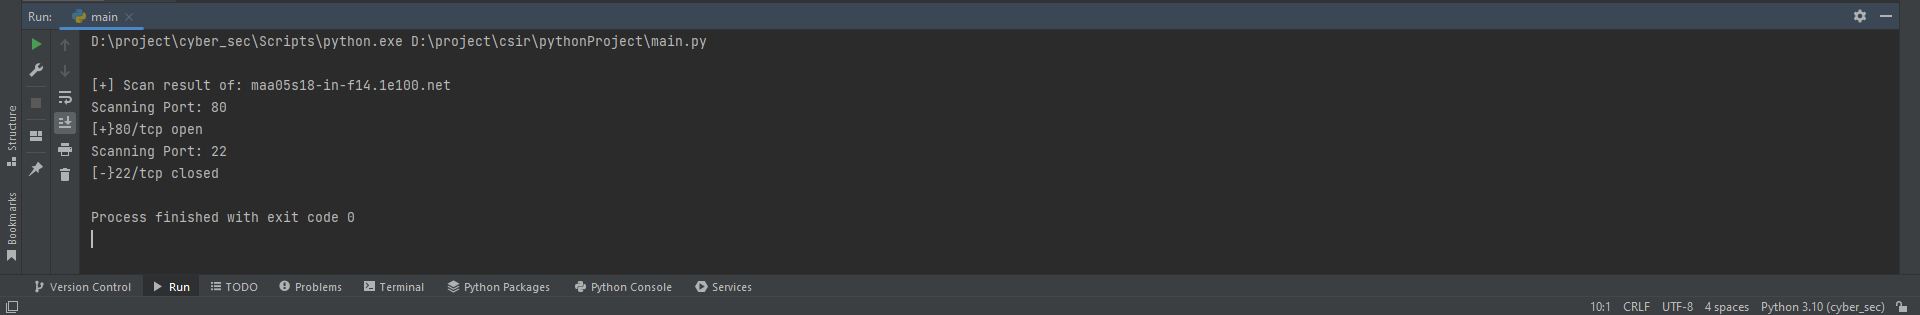 Run: main
D:\project\cyber_sec\Scripts\python.exe D:\project\csir\pythonProject\main.py
[+] Scan result of: maa05s18-in-f14.1e100.net
Scanning Port: 80
[+}80/tcp open
Scanning Port: 22
[-}22/tcp closed
Process finished with exit code 0
Structure
Bookmarks
Version Control Run TODO Problems Terminal Python Packages Python Console Services
10:1 CRLF UTF-8 4 spaces Python 3.10 (cyber_sec)